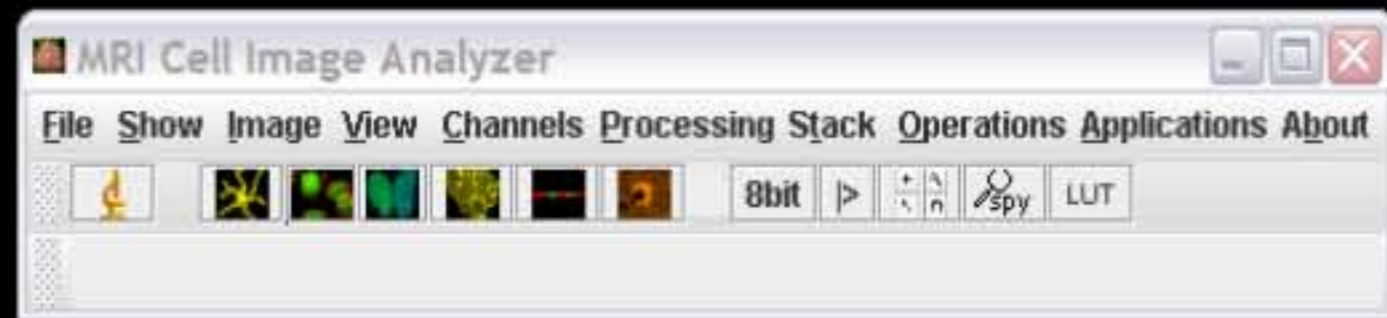 MRI Cell Image Analyzer
File Show Image View Channels Processing Stack Operations Applications About
8bit |> spy LUT